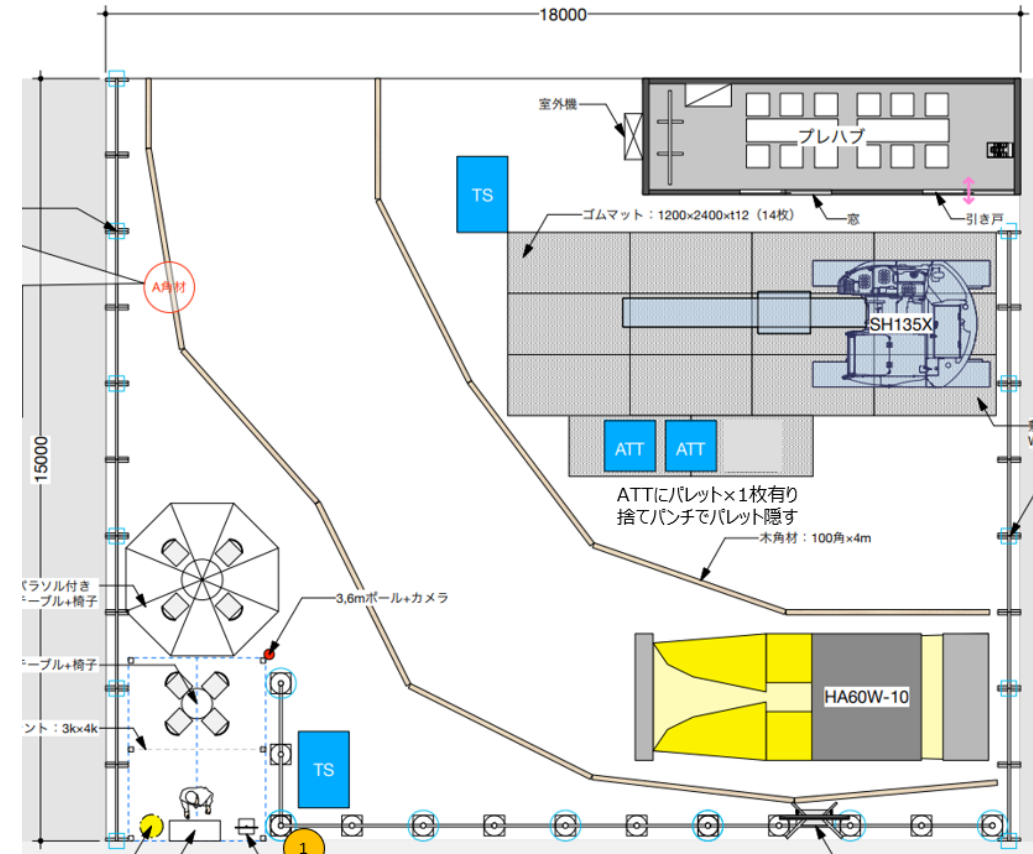 18000
室外機
プレハブ
TS
ゴムマット：1200×2400×t12（14枚）
窓
引き戸
A角材
SH135X
15000
ATT
ATT
ATTにパレット×1枚有り
捨てパンチでパレット隠す
木角材：100角×4m
パラソル付き
テーブル+椅子
3,6mポール+カメラ
テーブル+椅子
HA60W-10
ント：3k×4k
TS
1